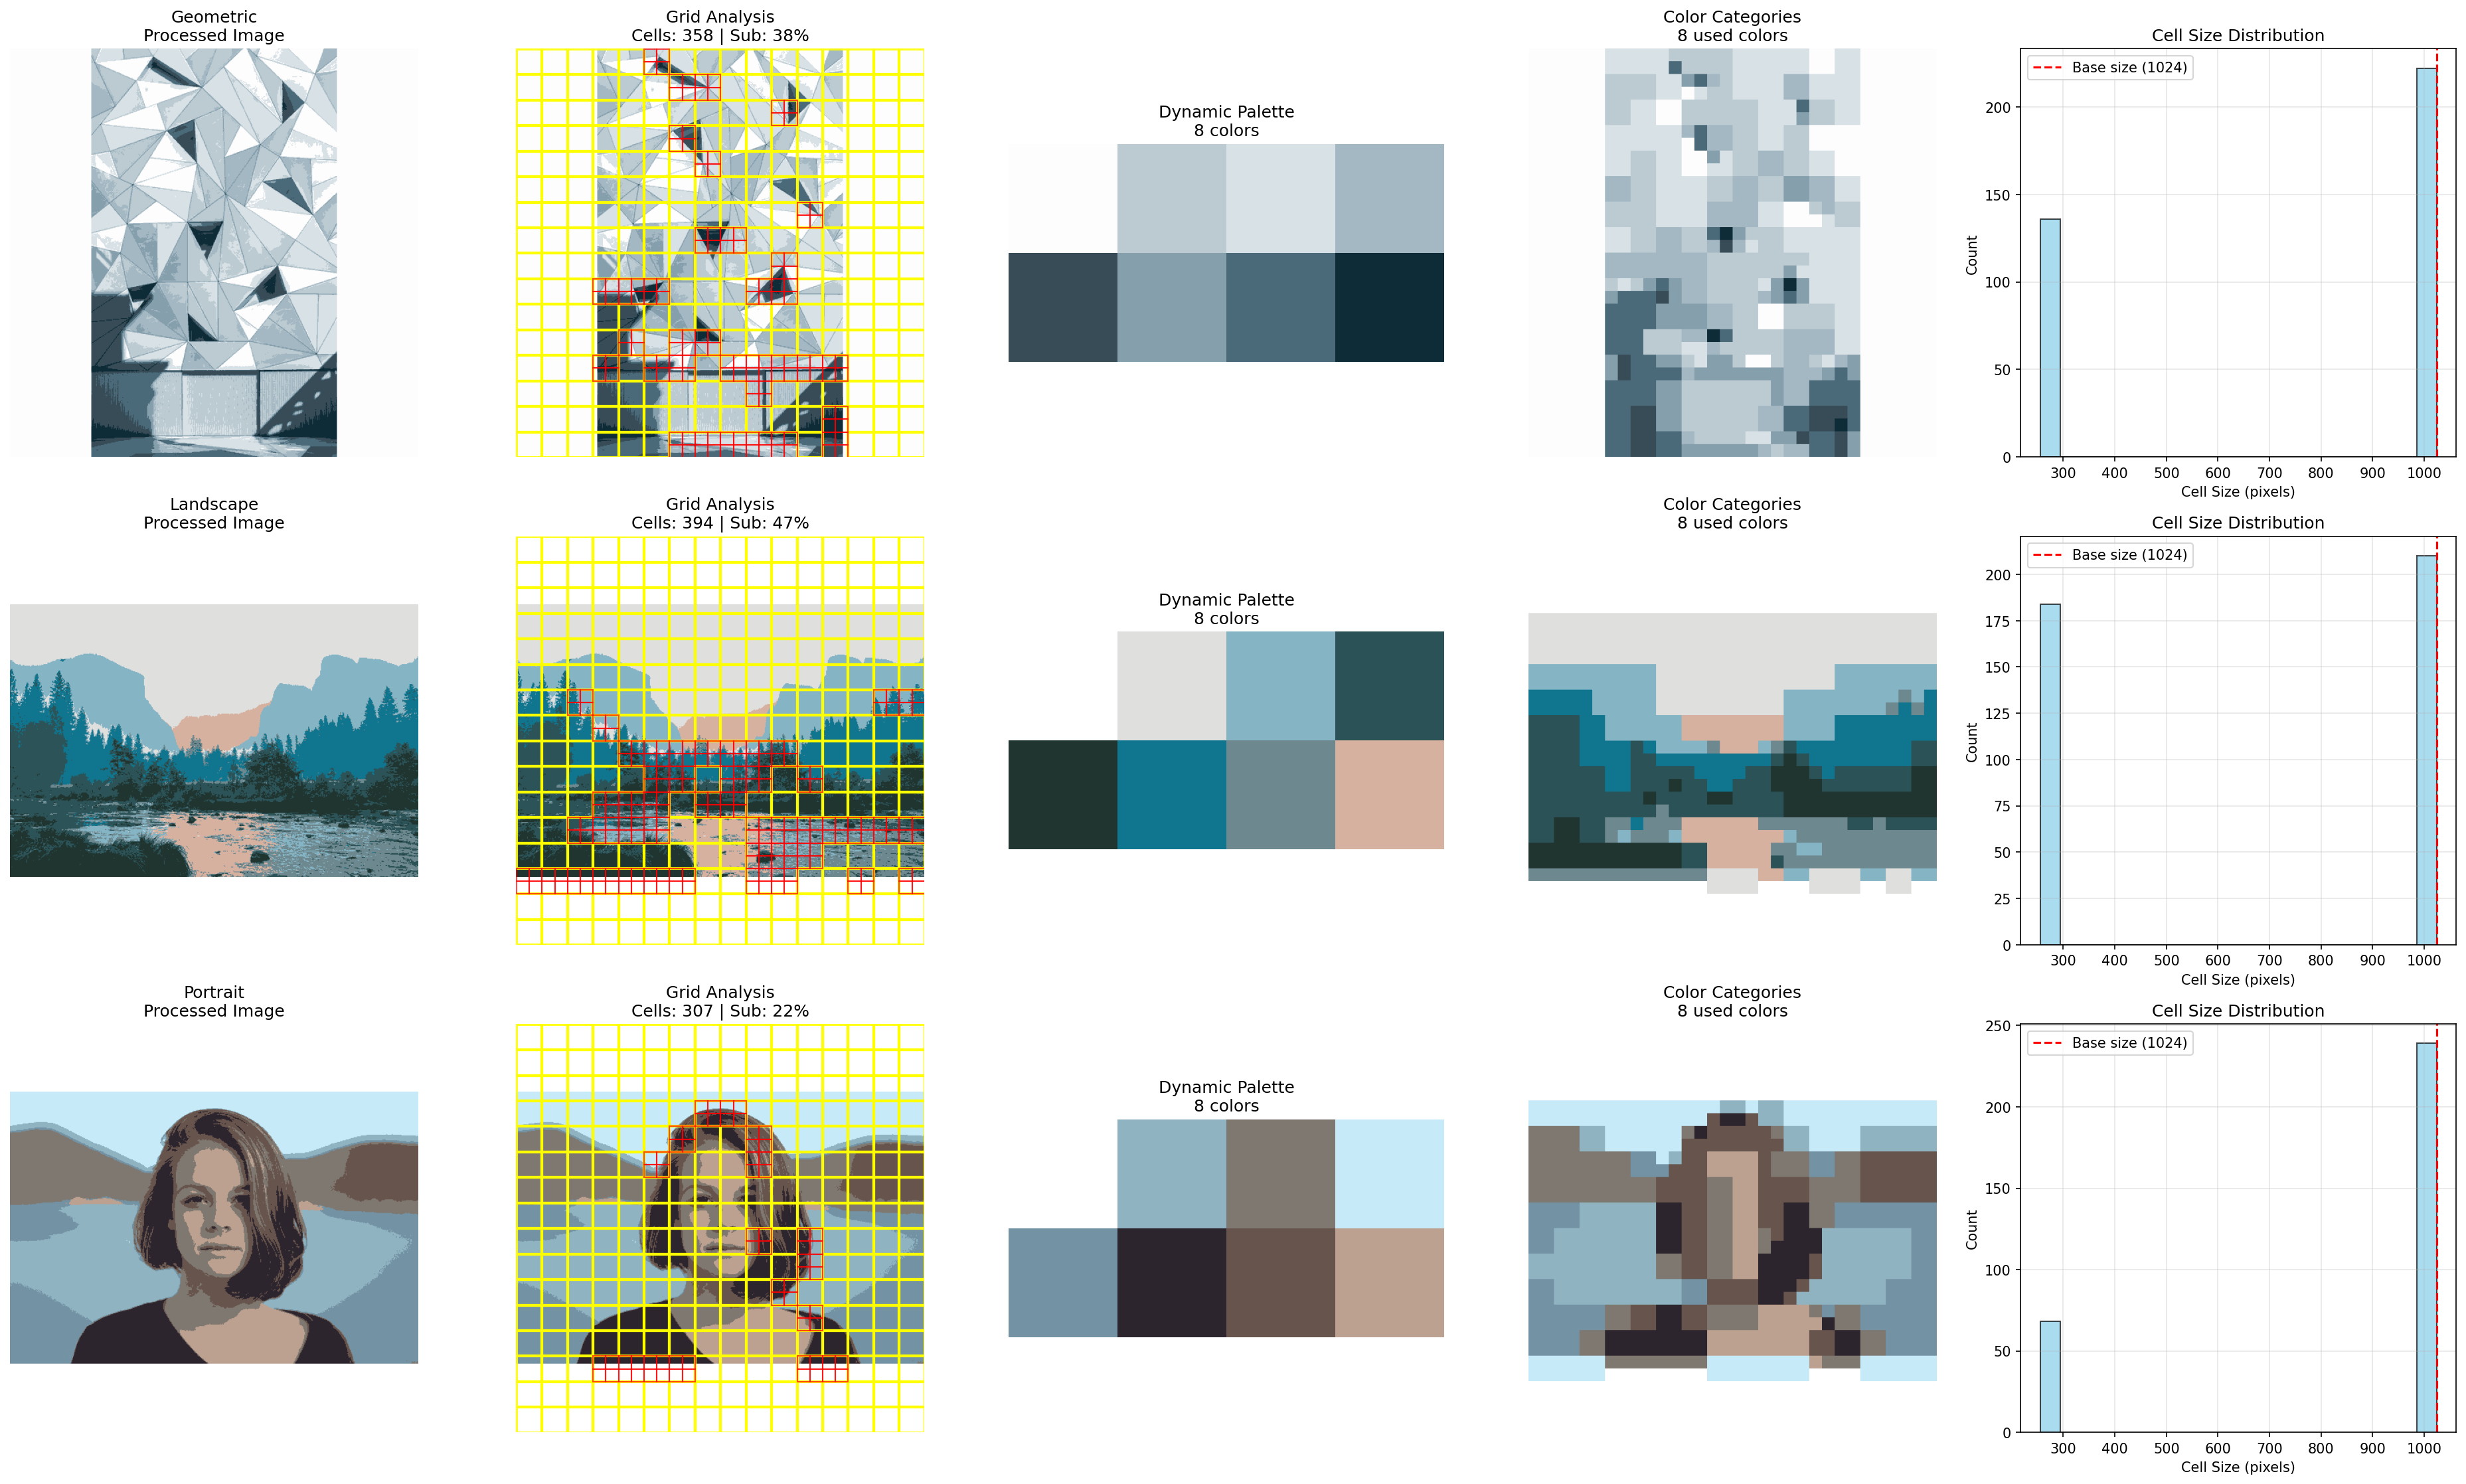 Geometric
Processed Image
Grid Analysis
Cells: 358 | Sub: 38%
Dynamic Palette
8 colors
Color Categories
8 used colors
Cell Size Distribution
Base size (1024)
200
150
100
50
0
Count
300 400 500 600 700 800 900 1000
Cell Size (pixels)
Landscape
Processed Image
Grid Analysis
Cells: 394 | Sub: 47%
Dynamic Palette
8 colors
Color Categories
8 used colors
Cell Size Distribution
Base size (1024)
200
175
150
125
100
75
50
25
0
Count
300 400 500 600 700 800 900 1000
Cell Size (pixels)
Portrait
Processed Image
Grid Analysis
Cells: 307 | Sub: 22%
Dynamic Palette
8 colors
Color Categories
8 used colors
Cell Size Distribution
Base size (1024)
250
200
150
100
50
0
Count
300 400 500 600 700 800 900 1000
Cell Size (pixels)